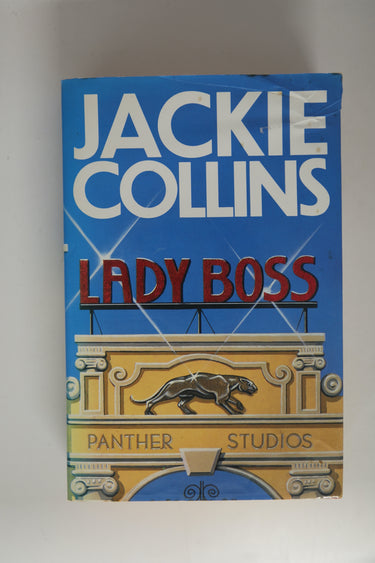 JACKIE
COLLINS
LADY BOSS
PANTHER STUDIOS